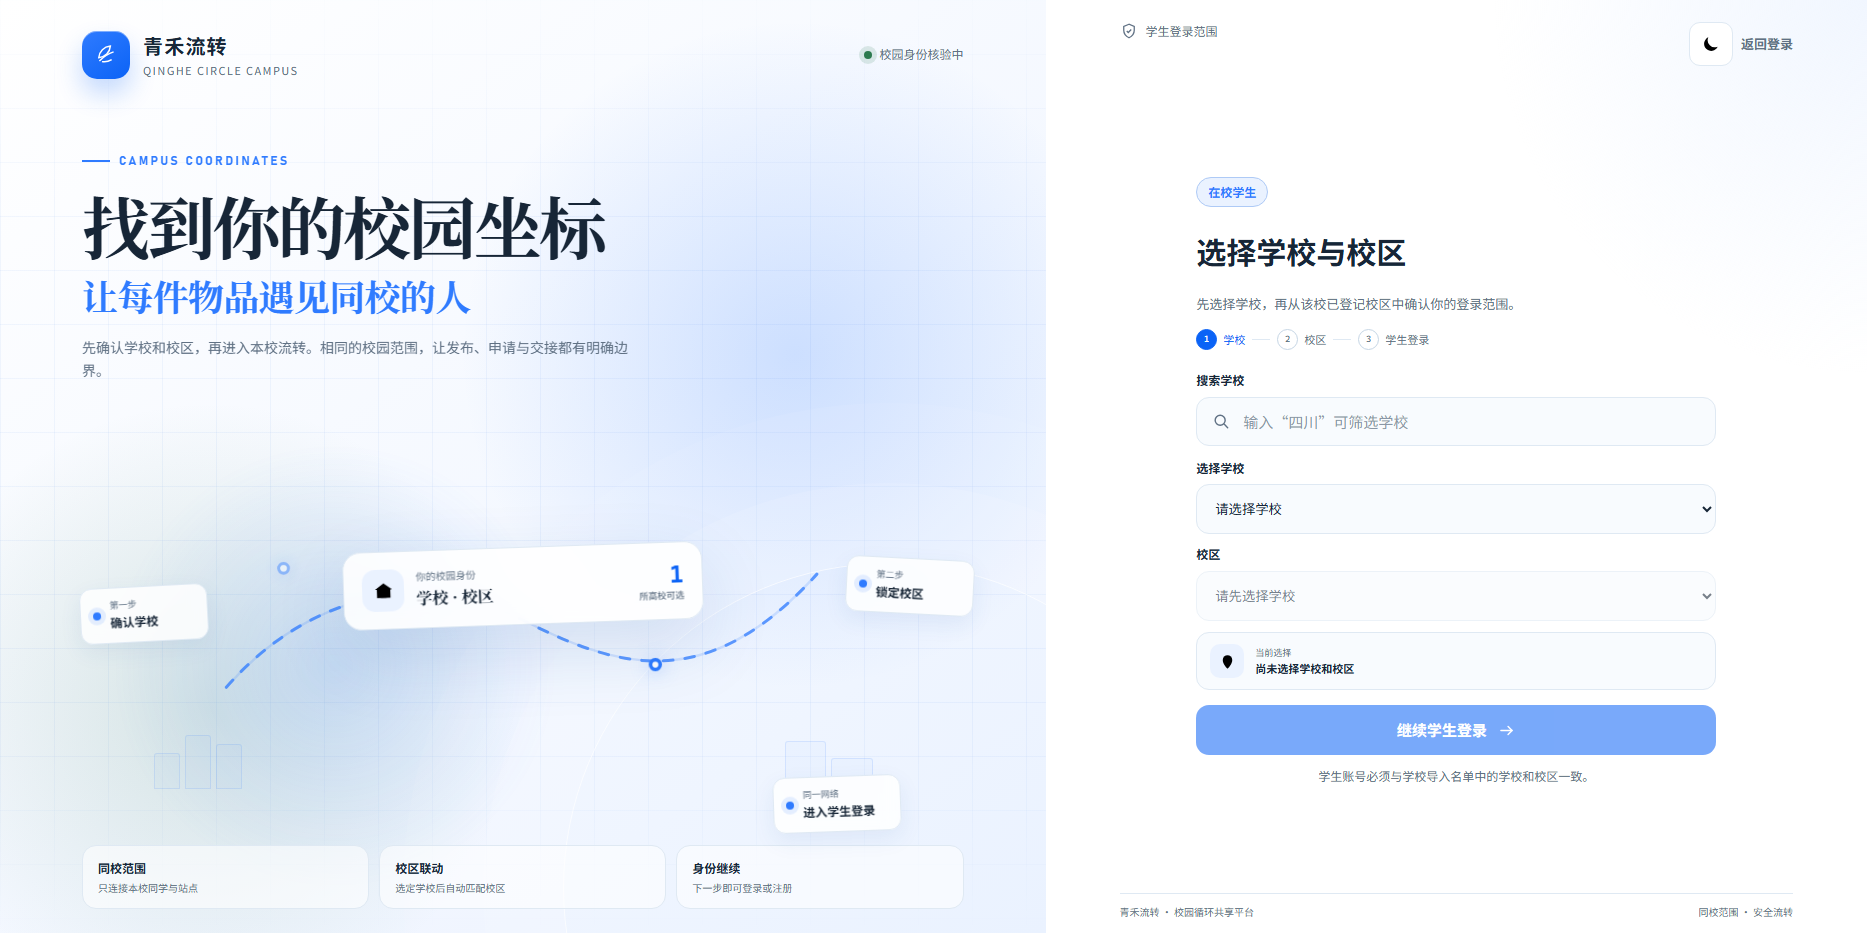 青禾流转
QINGHE CIRCLE CAMPUS
校园身份核验中
CAMPUS COORDINATES
找到你的校园坐标
让每件物品遇见同校的人
先确认学校和校区，再进入本校流转。相同的校园范围，让发布、申请与交接都有明确边
界。
第一步
确认学校
你的校园身份
学校 · 校区
1
所高校可选
第二步
锁定校区
同一网络
进入学生登录
同校范围
只连接本校同学与站点
校区联动
选定学校后自动匹配校区
身份继续
下一步即可登录或注册
学生登录范围
返回登录
在校学生
选择学校与校区
先选择学校，再从该校已登记校区中确认你的登录范围。
1 学校 2 校区 3 学生登录
搜索学校
输入“四川”可筛选学校
选择学校
请选择学校
校区
请先选择学校
当前选择
尚未选择学校和校区
继续学生登录 →
学生账号必须与学校导入名单中的学校和校区一致。
青禾流转 · 校园循环共享平台
同校范围 · 安全流转